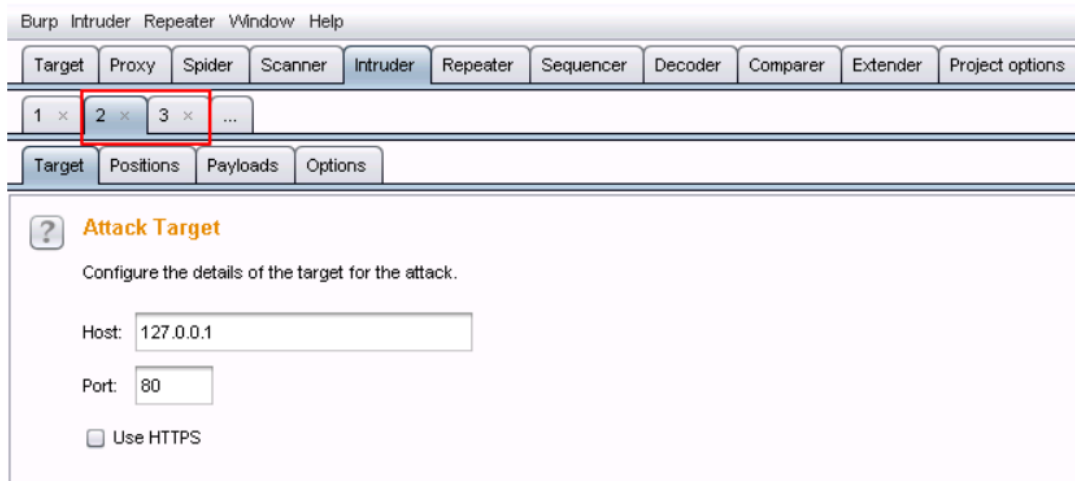 Burp Intruder Repeater Window Help
Target Proxy Spider Scanner Intruder Repeater Sequencer Decoder Comparer Extender Project options
1 × 2 × 3 × ...
Target Positions Payloads Options
? Attack Target
Configure the details of the target for the attack.
Host: 127.0.0.1
Port: 80
Use HTTPS